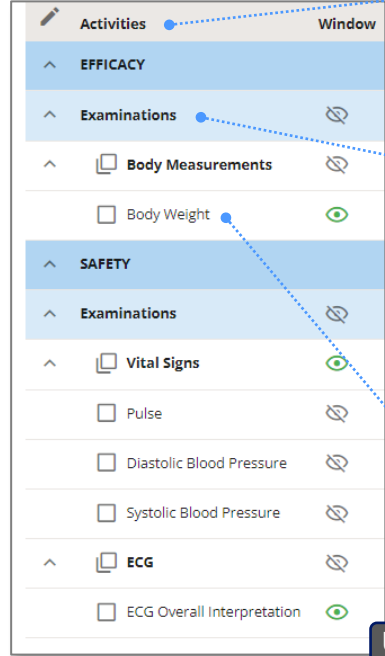 Activities Window
EFFICACY
Examinations
Body Measurements
Body Weight
SAFETY
Examinations
Vital Signs
Pulse
Diastolic Blood Pressure
Systolic Blood Pressure
ECG
ECG Overall Interpretation